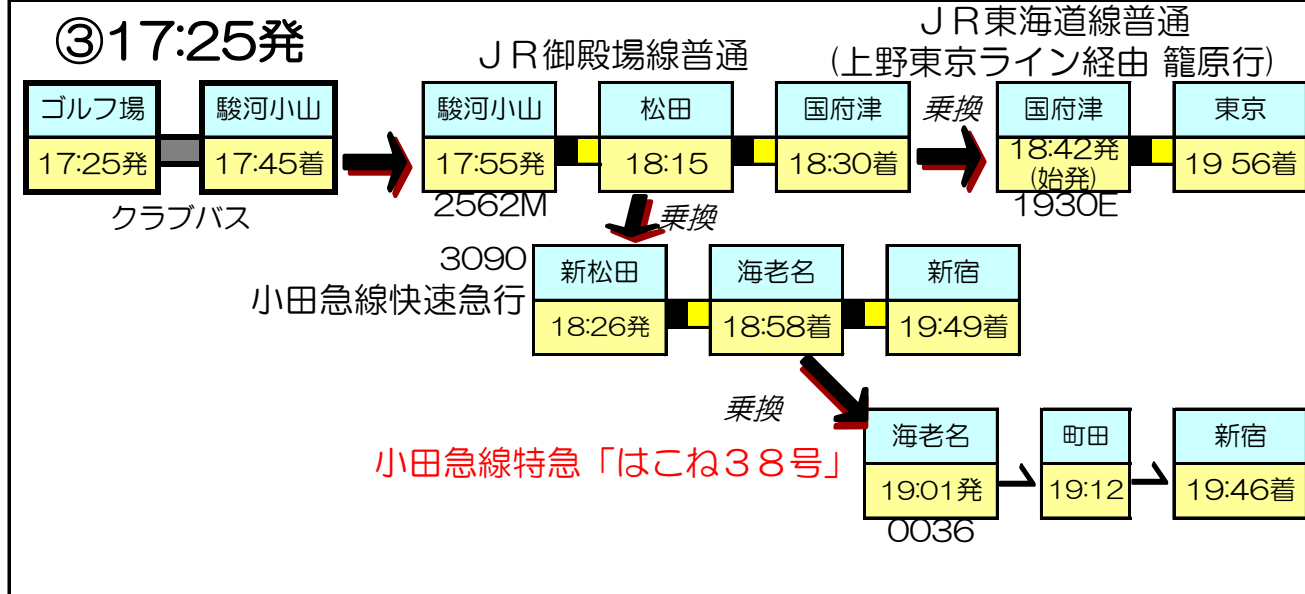 ③17:25発
JR御殿場線普通
JR東海道線普通
(上野東京ライン経由 籠原行)
ゴルフ場
駿河小山
駿河小山
松田
国府津
乗換
国府津
東京
17:25発
17:45着
17:55発
18:15
18:30着
18:42発
(始発)
19 56着
クラブバス
2562M
乗換
1930E
3090
小田急線快速急行
新松田
海老名
新宿
18:26発
18:58着
19:49着
乗換
小田急線特急「はこね38号」
海老名
町田
新宿
19:01発
19:12
19:46着
0036